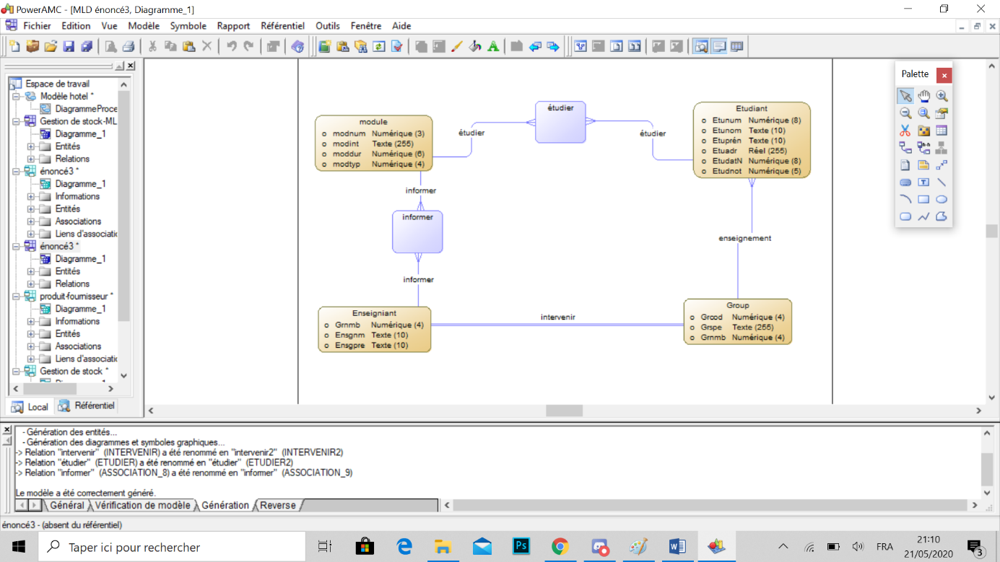 PowerAMC - [MLD énoncé3, Diagramme_1]
Fichier Edition Vue Modèle Symbole Rapport Référentiel Outils Fenêtre Aide
Espace de travail
Modèle hotel *
DiagrammeProce
Gestion de stock-ML
Diagramme_1
Entités
Relations
énoncé3 *
Diagramme_1
Informations
Entités
Associations
Liens d'associatio
énoncé3 *
Diagramme_1
Entités
Relations
produit-fournisseur *
Diagramme_1
Informations
Entités
Associations
Liens d'associatio
Gestion de stock *
Local Référentiel
module
modnum Numérique (3)
modint Texte (255)
moddur Numérique (6)
modtyp Numérique (4)
étudier
étudier
étudier
Etudiant
Etunum Numérique (8)
Etunom Texte (10)
Etuprén Texte (10)
Etuadr Réel (255)
EtudatN Numérique (8)
Etudnot Numérique (5)
informer
informer
informer
enseignement
Enseigniant
Grnmb Numérique (4)
Ensgnm Texte (10)
Ensgpre Texte (10)
intervenir
Group
Grcod Numérique (4)
Grspe Texte (255)
Grnmb Numérique (4)
Palette
- Génération des entités...
- Génération des diagrammes et symboles graphiques...
-> Relation "intervenir" (INTERVENIR) a été renommé en "intervenir2" (INTERVENIR2)
-> Relation "étudier" (ETUDIER) a été renommé en "étudier" (ETUDIER2)
-> Relation "informer" (ASSOCIATION_8) a été renommé en "informer" (ASSOCIATION_9)
Le modèle a été correctement généré.
Général Vérification de modèle Génération Reverse
énoncé3 - (absent du référentiel)
Taper ici pour rechercher
Ps
FRA
21:10
21/05/2020
3